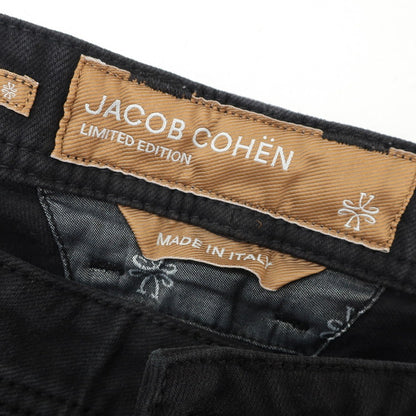 JACOB COHËN
LIMITED EDITION
MADE IN ITALY